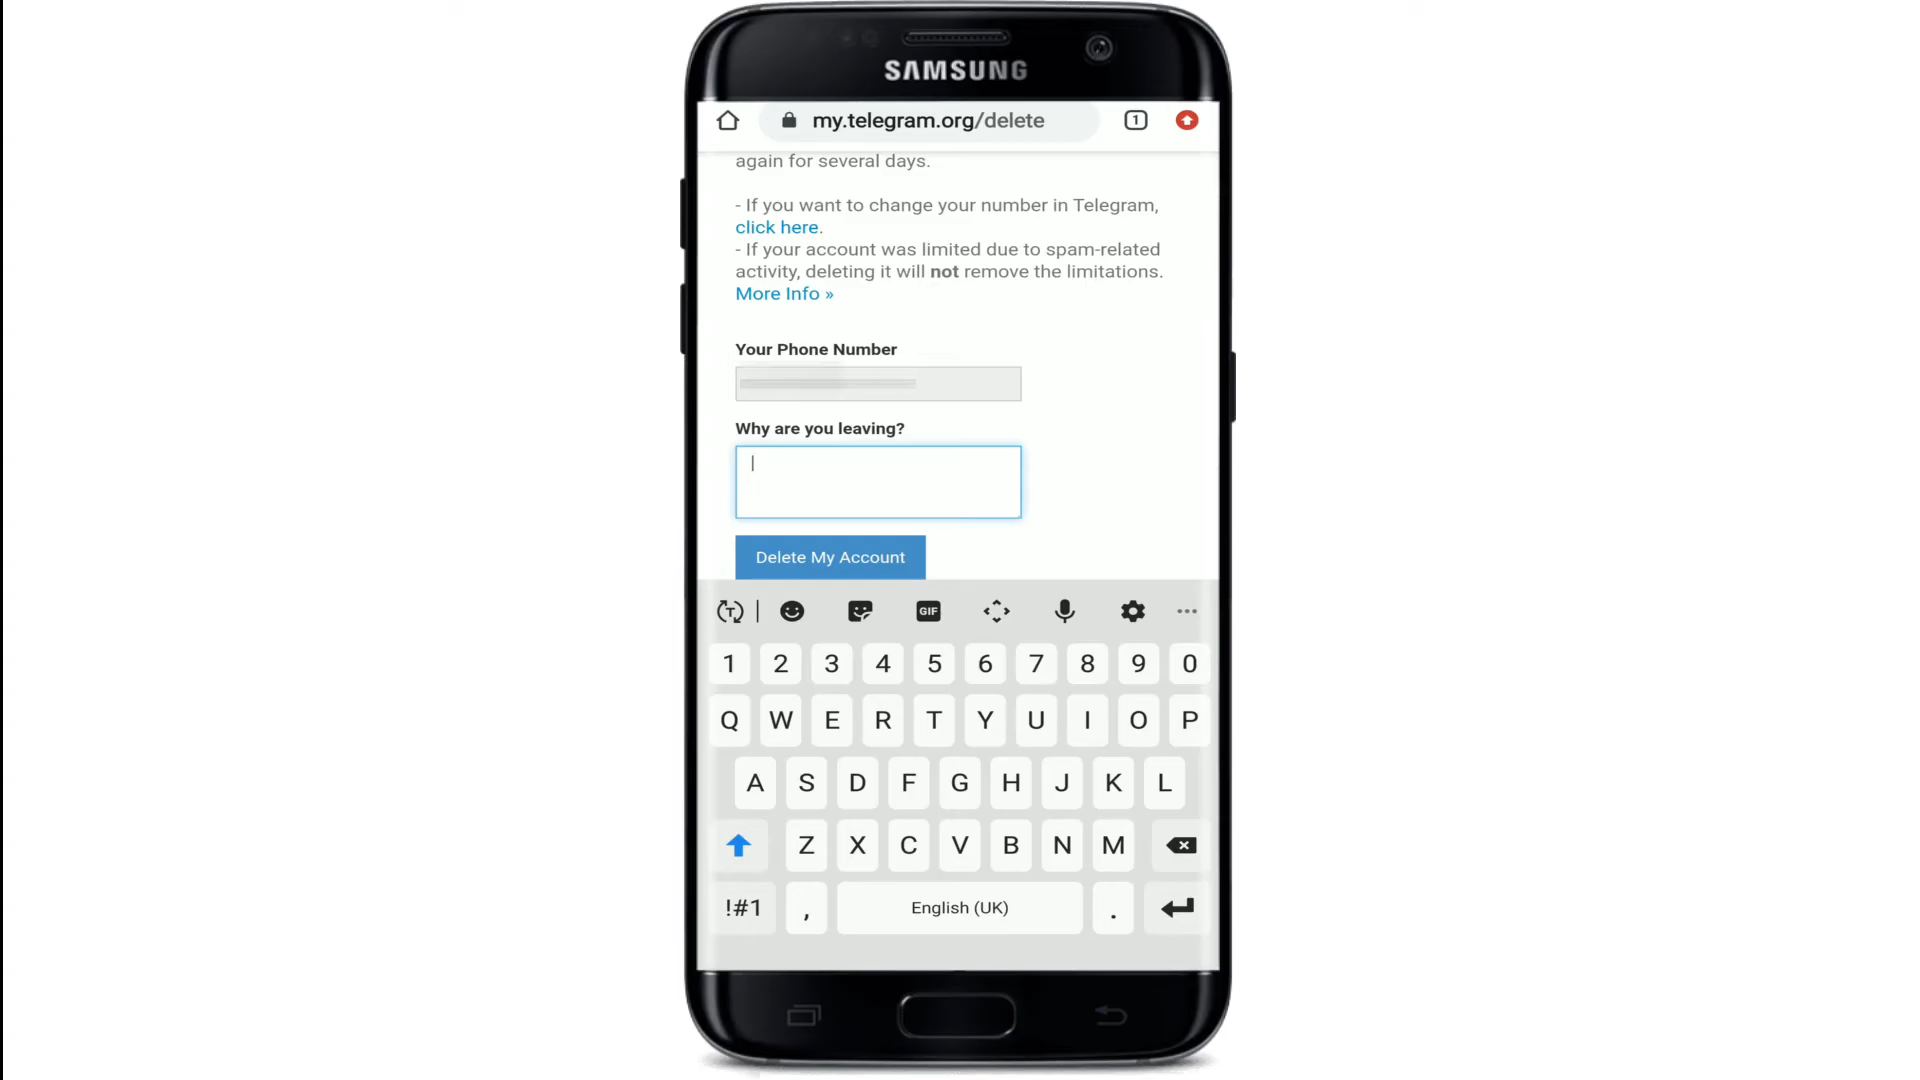 SAMSUNG
my.telegram.org/delete
1
again for several days.
- If you want to change your number in Telegram,
click here.
- If your account was limited due to spam-related
activity, deleting it will not remove the limitations.
More Info »
Your Phone Number
Why are you leaving?
Delete My Account
T
GIF
1 2 3 4 5 6 7 8 9 0
Q W E R T Y U I O P
A S D F G H J K L
Z X C V B N M
!#1 , English (UK) .